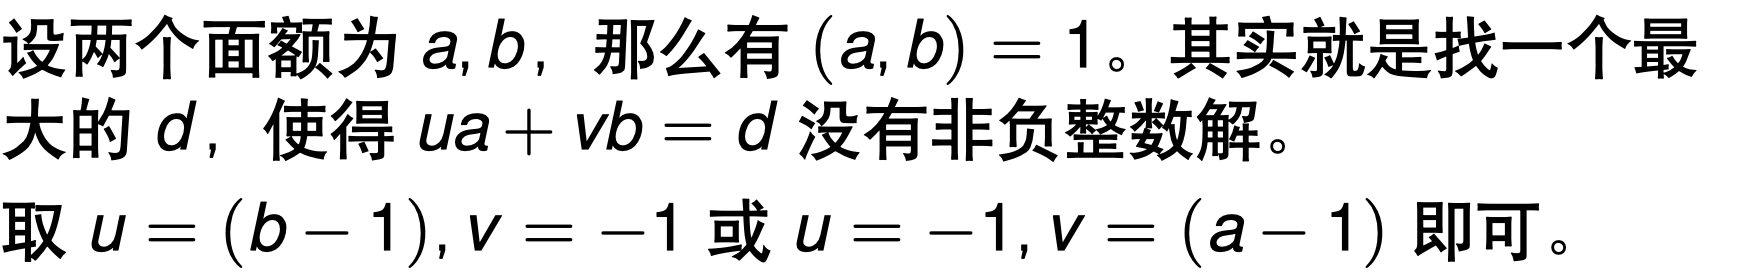 设两个面额为 a, b，那么有 (a, b) = 1。其实就是找一个最
大的 d，使得 ua + vb = d 没有非负整数解。
取 u = (b − 1), v = −1 或 u = −1, v = (a − 1) 即可。